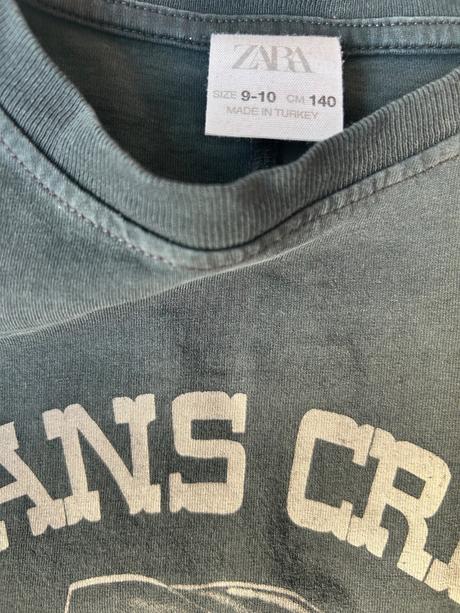 ZARA
SIZE 9-10 CM 140
MADE IN TURKEY
ANS CR